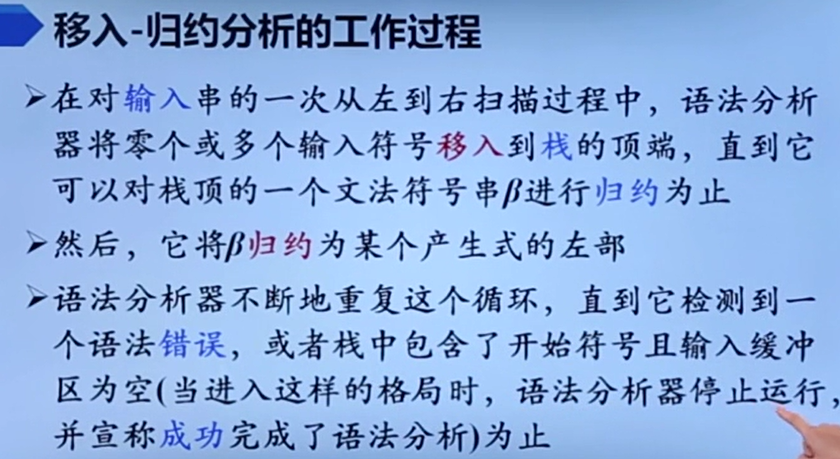 移入-归约分析的工作过程
➢在对输入串的一次从左到右扫描过程中，语法分析
器将零个或多个输入符号移入到栈的顶端，直到它
可以对栈顶的一个文法符号串β进行归约为止
➢然后，它将β归约为某个产生式的左部
➢语法分析器不断地重复这个循环，直到它检测到一
个语法错误，或者栈中包含了开始符号且输入缓冲
区为空(当进入这样的格局时，语法分析器停止运行，
并宣称成功完成了语法分析)为止